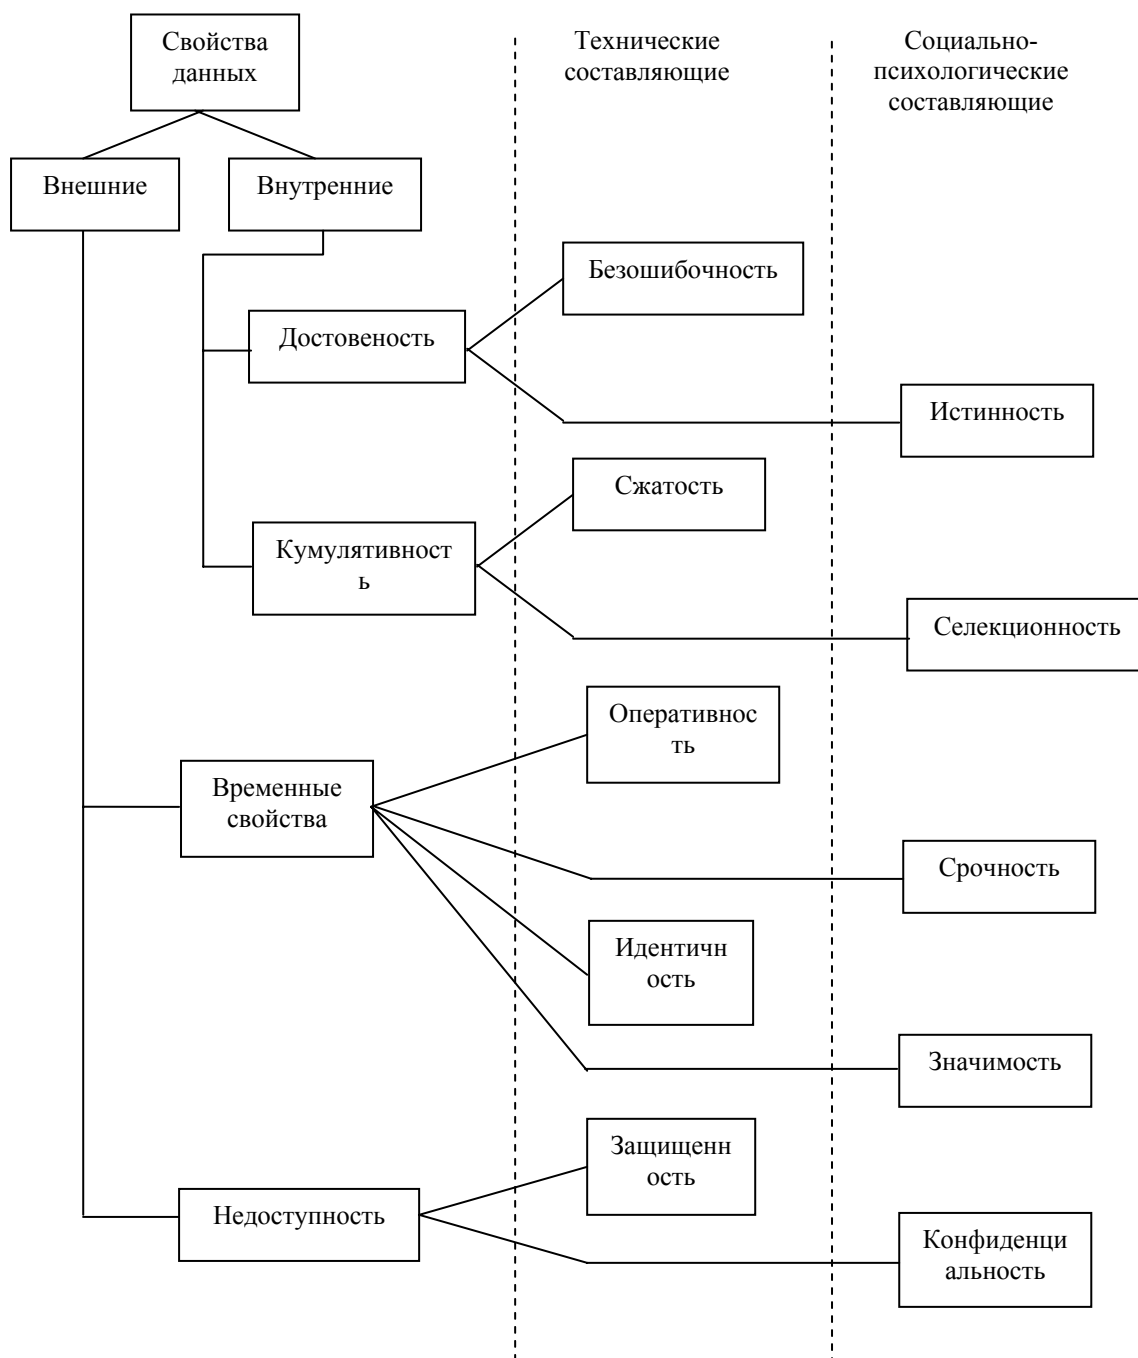 Свойства
данных
Технические
составляющие
Социально-
психологические
составляющие
Внешние
Внутренние
Безошибочность
Достовеность
Истинность
Сжатость
Кумулятивност
ь
Селекционность
Оперативнос
ть
Временные
свойства
Срочность
Идентичн
ость
Значимость
Защищенн
ость
Недоступность
Конфиденци
альность